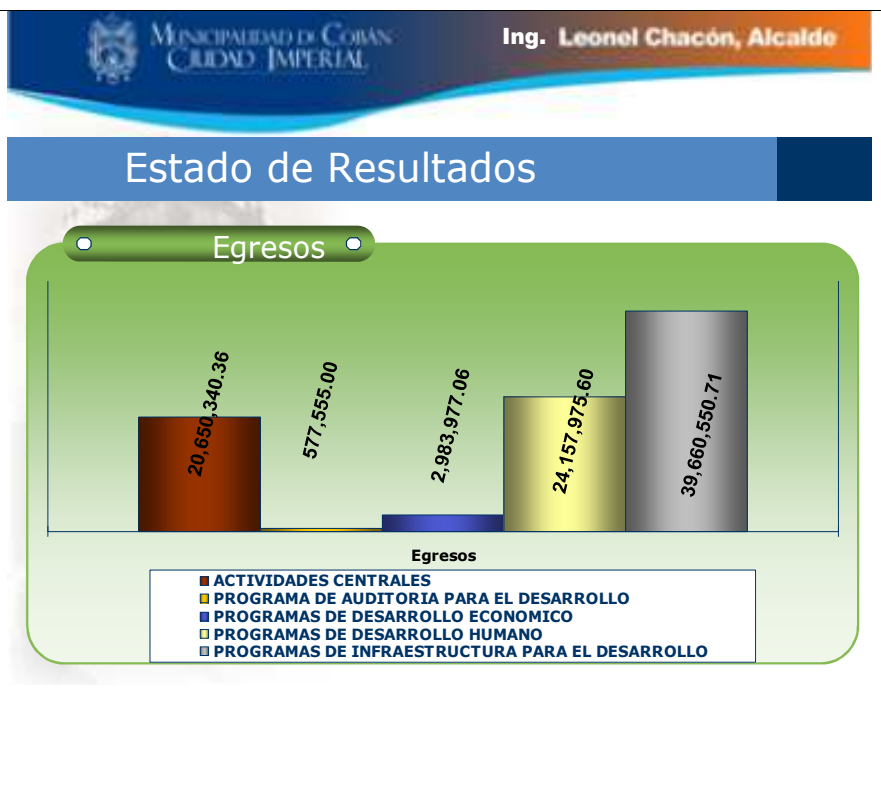 MUNICIPALIDAD DE COBÁN
CIUDAD IMPERIAL
Ing. Leonel Chacón, Alcalde
Estado de Resultados
Egresos
20,650,340.36
577,555.00
2,983,977.06
24,157,975.60
39,660,550.71
Egresos
ACTIVIDADES CENTRALES
PROGRAMA DE AUDITORIA PARA EL DESARROLLO
PROGRAMAS DE DESARROLLO ECONOMICO
PROGRAMAS DE DESARROLLO HUMANO
PROGRAMAS DE INFRAESTRUCTURA PARA EL DESARROLLO